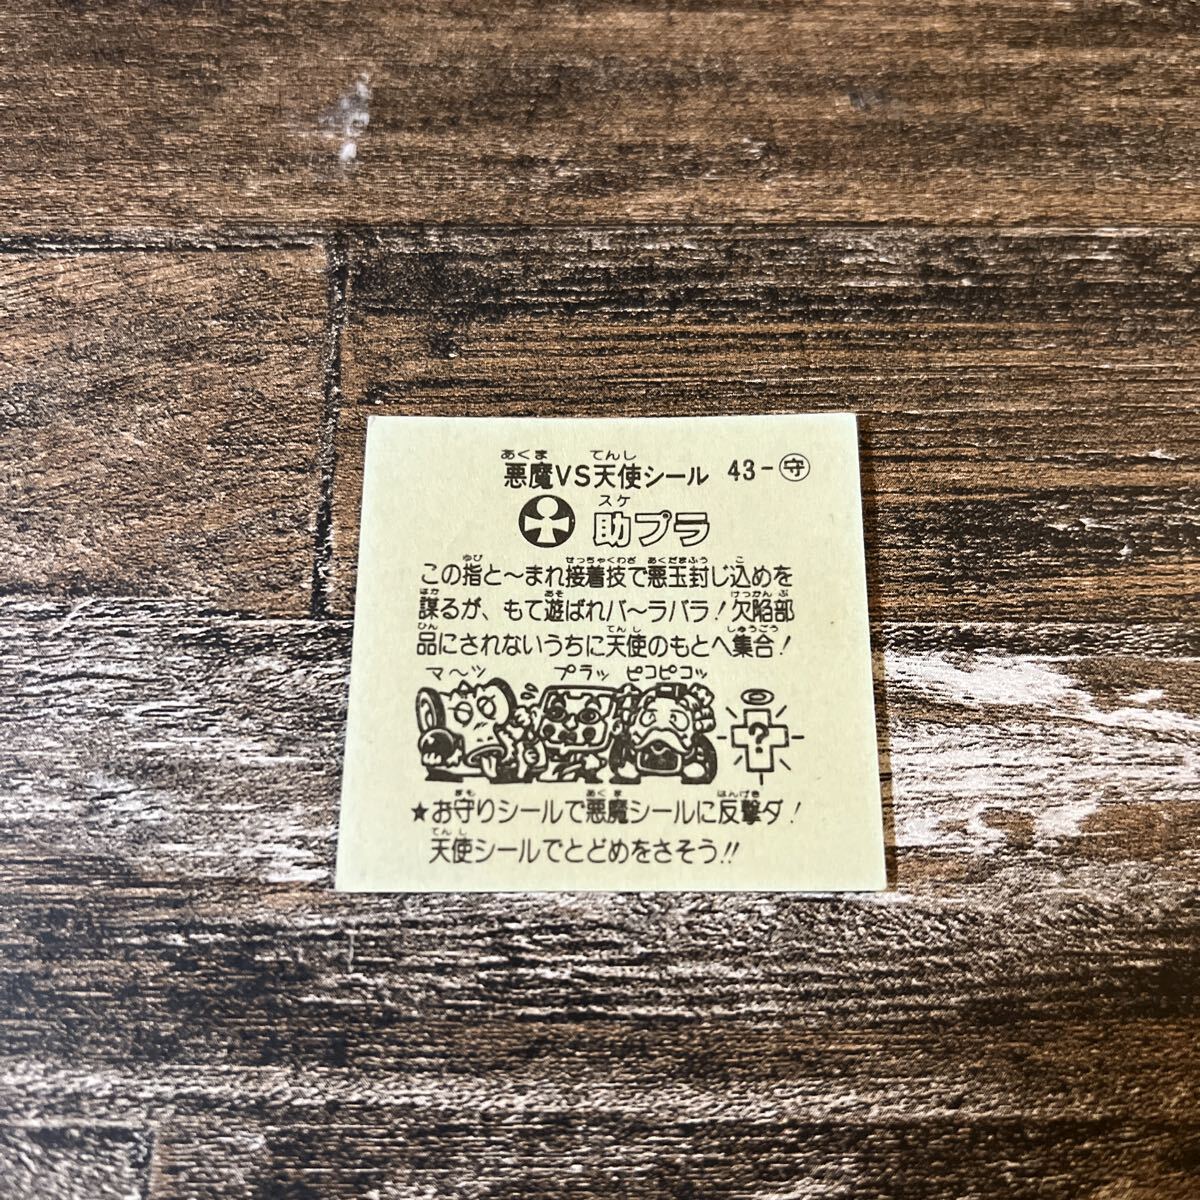 あくま てんし
悪魔VS天使シール 43-守
スケ
助プラ
ゆび せっちゃくわざ あくだまふう こ
この指と〜まれ接着技で悪玉封じ込めを
はか あそ けっかんぶ
謀るが、もて遊ばれバ〜ラバラ!欠陥部
ひん てんし しゅうごう
品にされないうちに天使のもとへ集合!
マ〜ッ プラッ ピコピコッ
?
まも あくま はんげき
★お守りシールで悪魔シールに反撃ダ!
てんし
天使シールでとどめをさそう!!